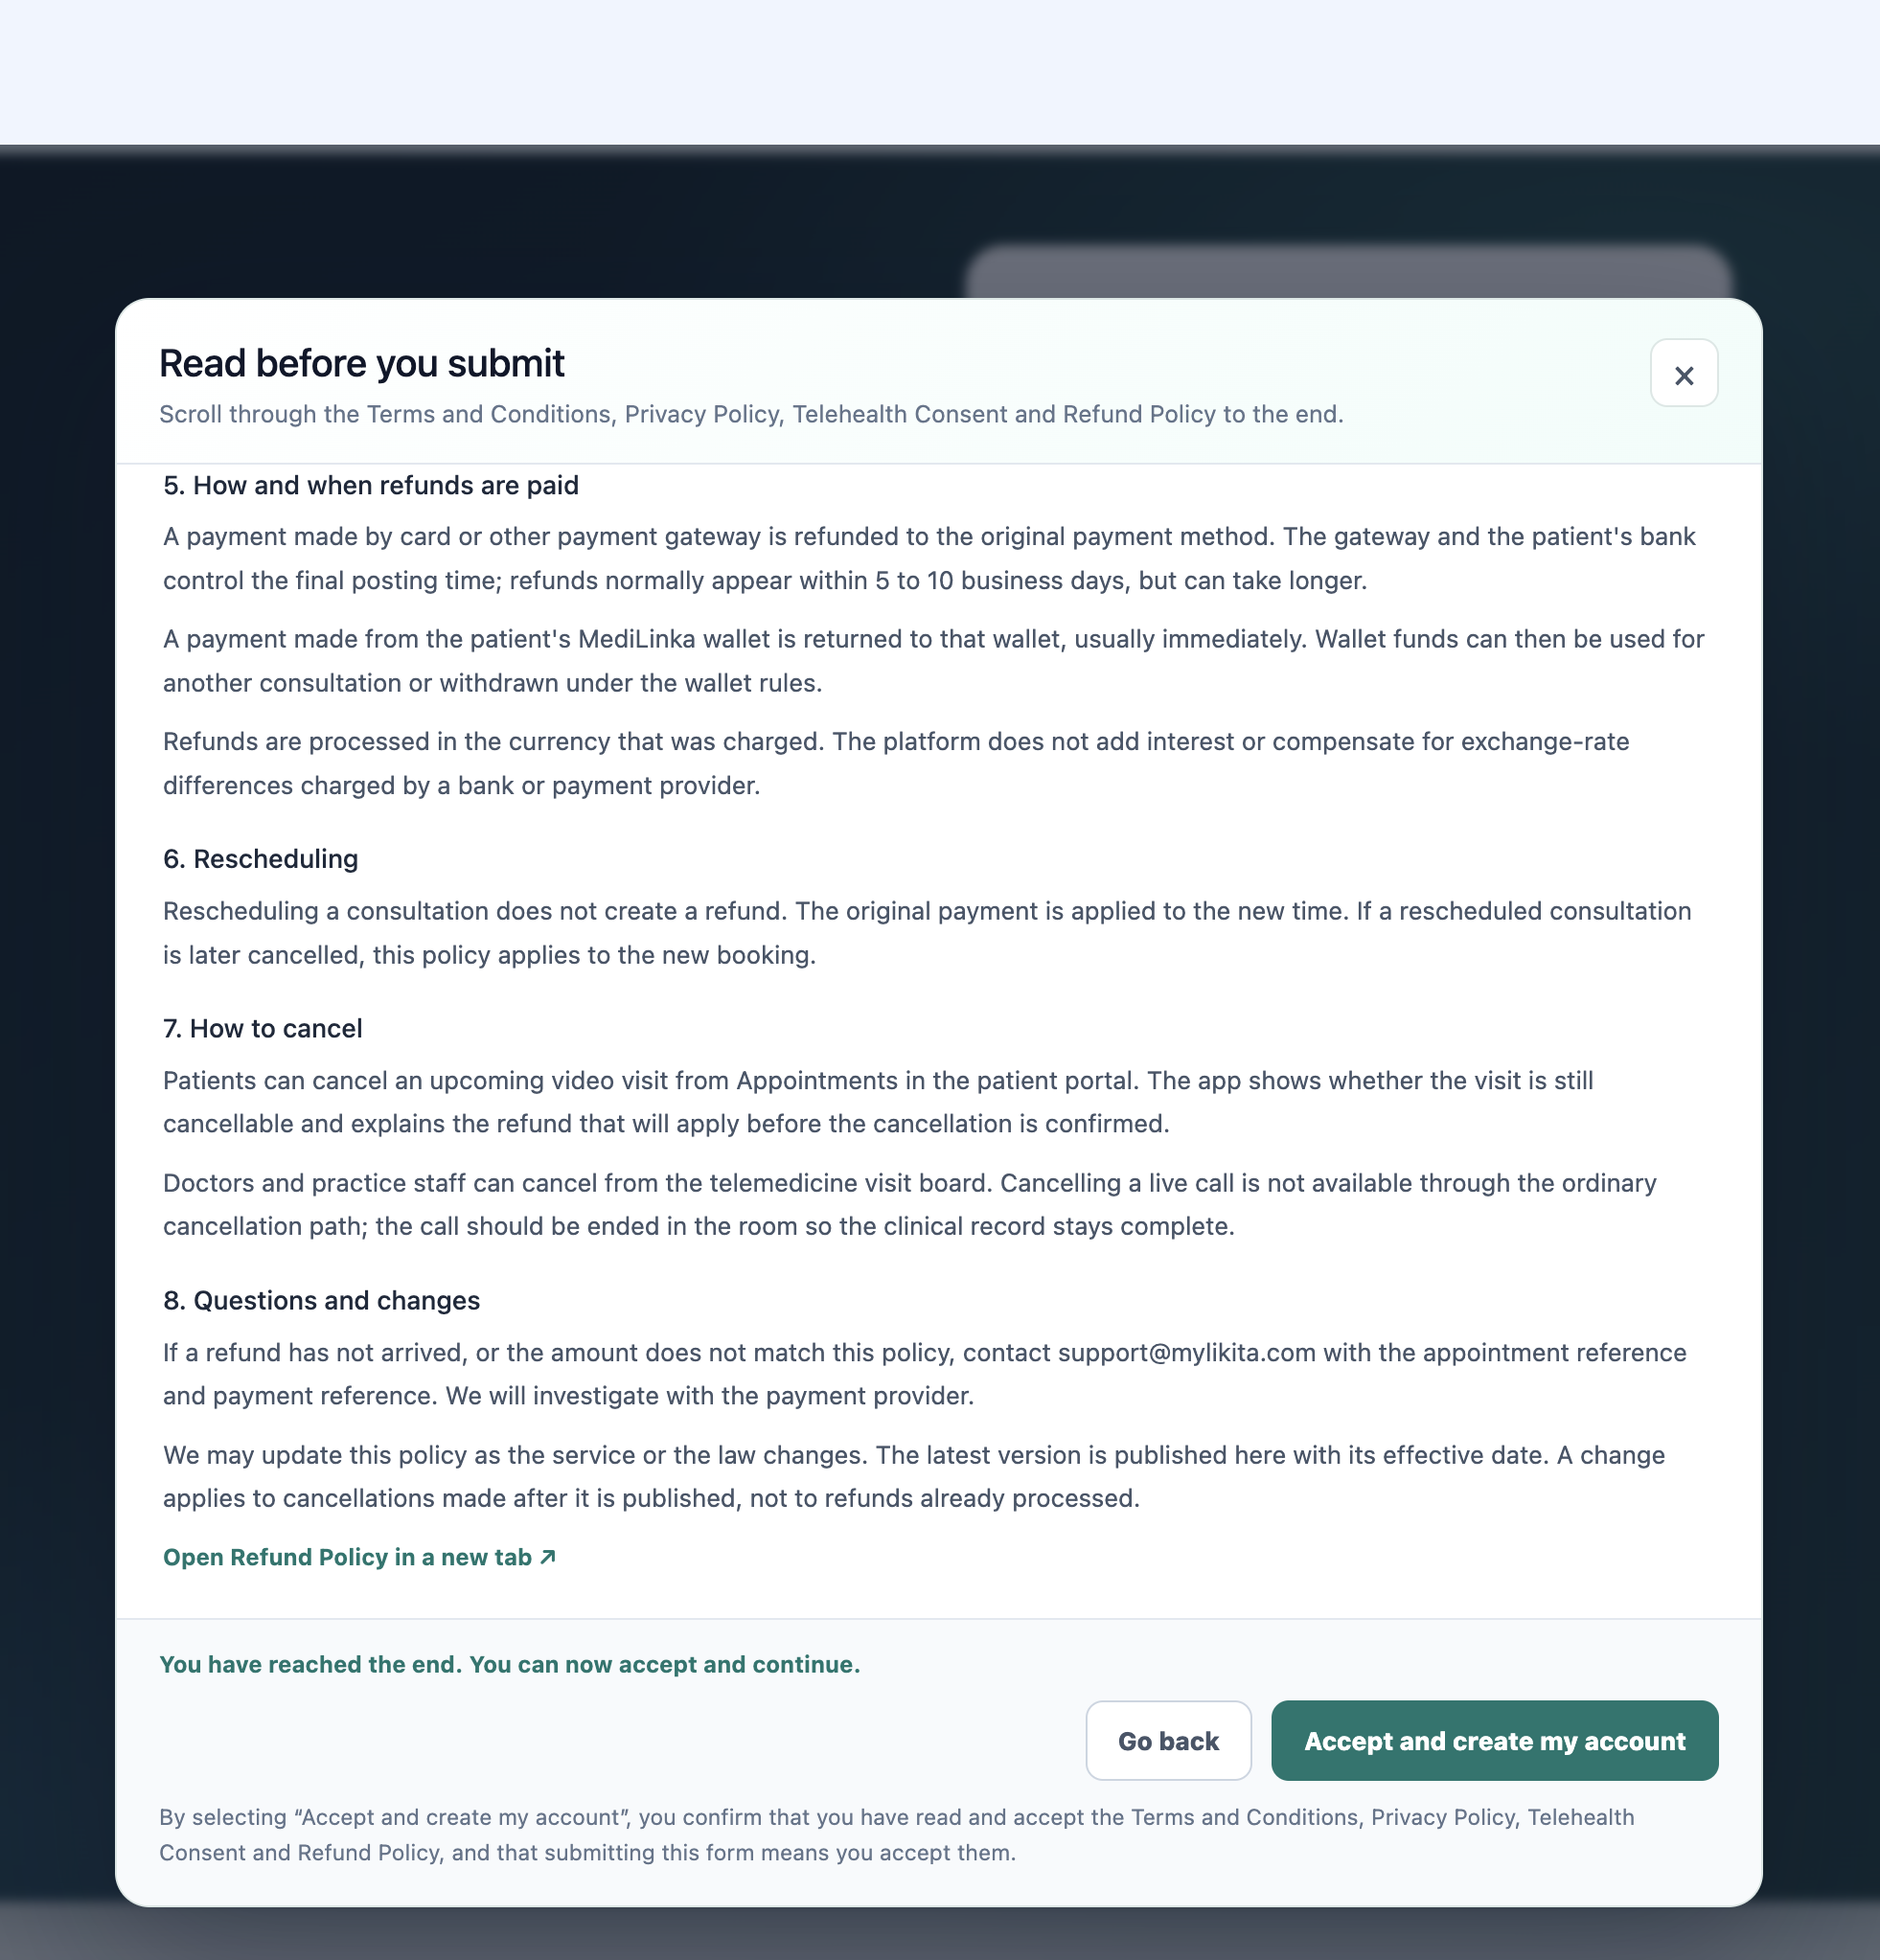 Read before you submit
Scroll through the Terms and Conditions, Privacy Policy, Telehealth Consent and Refund Policy to the end.
5. How and when refunds are paid
A payment made by card or other payment gateway is refunded to the original payment method. The gateway and the patient's bank
control the final posting time; refunds normally appear within 5 to 10 business days, but can take longer.
A payment made from the patient's MediLinka wallet is returned to that wallet, usually immediately. Wallet funds can then be used for
another consultation or withdrawn under the wallet rules.
Refunds are processed in the currency that was charged. The platform does not add interest or compensate for exchange-rate
differences charged by a bank or payment provider.
6. Rescheduling
Rescheduling a consultation does not create a refund. The original payment is applied to the new time. If a rescheduled consultation
is later cancelled, this policy applies to the new booking.
7. How to cancel
Patients can cancel an upcoming video visit from Appointments in the patient portal. The app shows whether the visit is still
cancellable and explains the refund that will apply before the cancellation is confirmed.
Doctors and practice staff can cancel from the telemedicine visit board. Cancelling a live call is not available through the ordinary
cancellation path; the call should be ended in the room so the clinical record stays complete.
8. Questions and changes
If a refund has not arrived, or the amount does not match this policy, contact support@mylikita.com with the appointment reference
and payment reference. We will investigate with the payment provider.
We may update this policy as the service or the law changes. The latest version is published here with its effective date. A change
applies to cancellations made after it is published, not to refunds already processed.
Open Refund Policy in a new tab ↗
You have reached the end. You can now accept and continue.
Go back
Accept and create my account
By selecting “Accept and create my account”, you confirm that you have read and accept the Terms and Conditions, Privacy Policy, Telehealth
Consent and Refund Policy, and that submitting this form means you accept them.